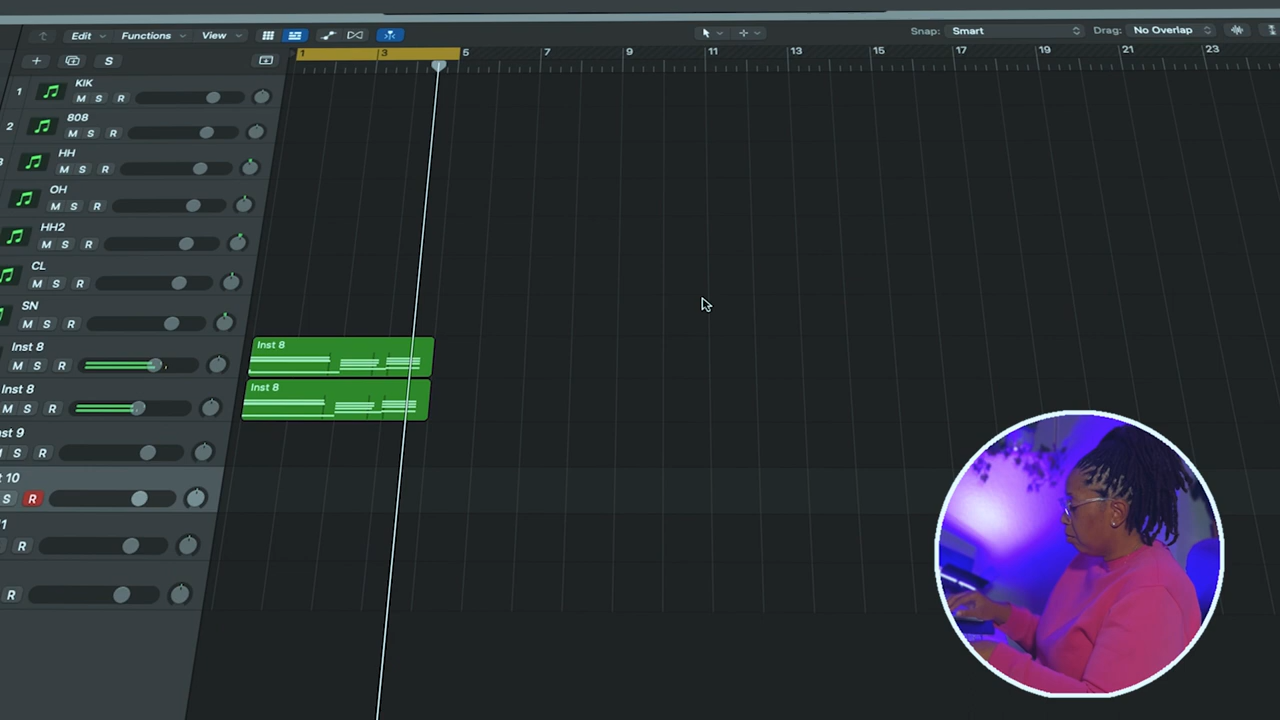 Edit Functions View Snap: Smart Drag: No Overlap
1 3 5 7 9 11 13 15 17 19 21 23
S
1 KIK
M S R
2 808
M S R
HH
M S R
OH
M S R
HH2
M S R
CL
M S R
SN
M S R
Inst 8
M S R
Inst 8
Inst 8
M S R
Inst 8
nst 9
S R
t 10
S R
1
R
R